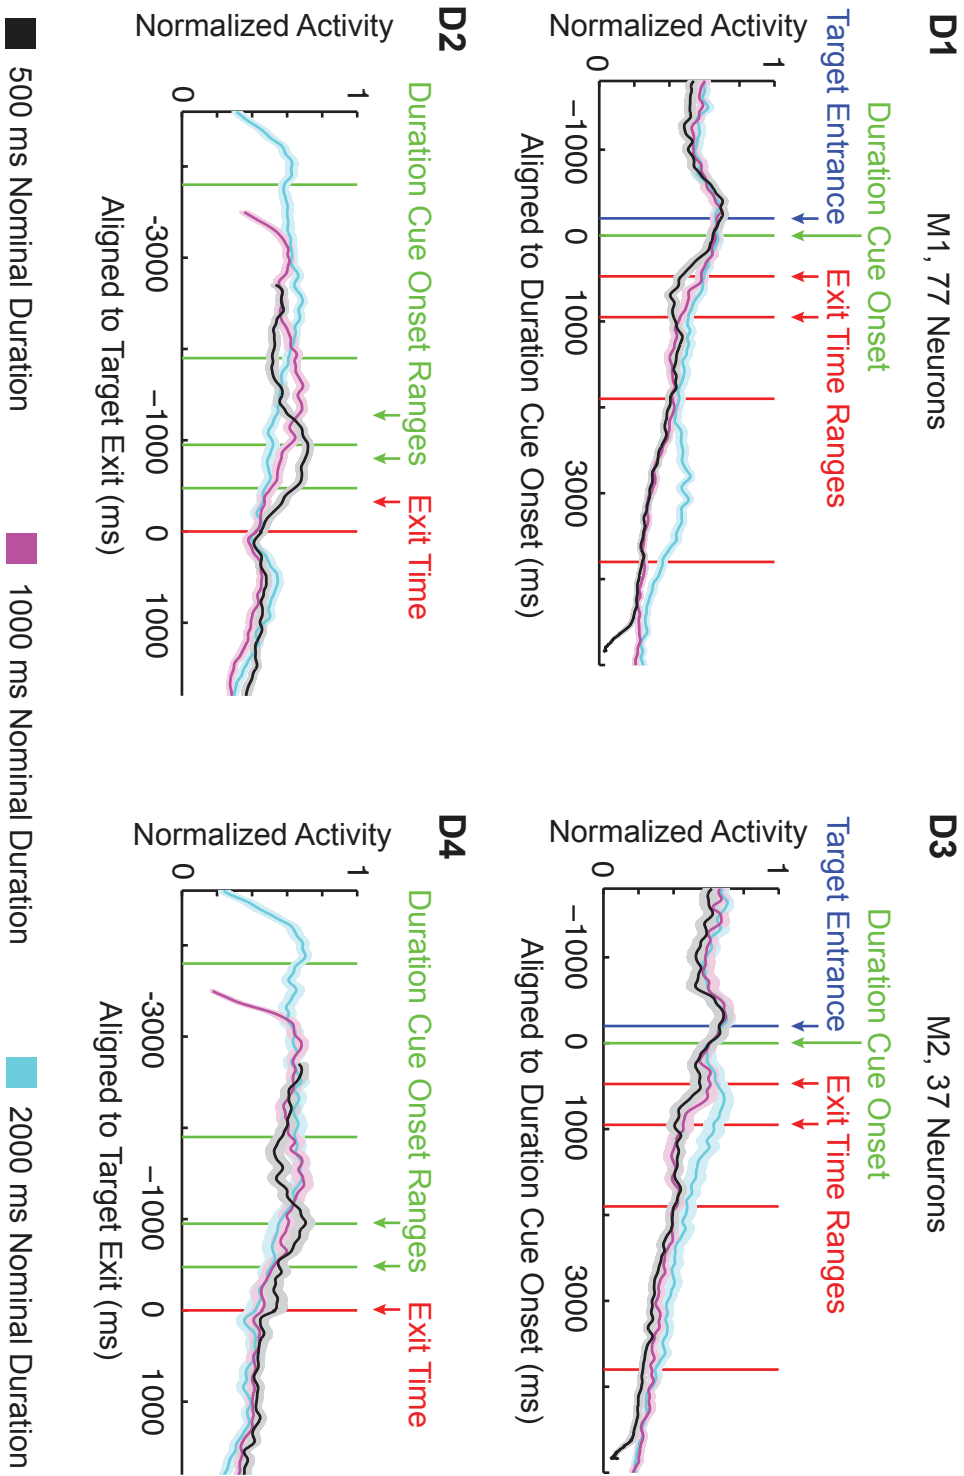 M1, 77 Neurons
D1
Duration Cue Onset
Target Entrance
Exit Time Ranges
Normalized Activity
1
0
−1000
0
1000
3000
Aligned to Duration Cue Onset (ms)
M2, 37 Neurons
D3
Duration Cue Onset
Target Entrance
Exit Time Ranges
Normalized Activity
1
0
−1000
0
1000
3000
Aligned to Duration Cue Onset (ms)
D2
Duration Cue Onset Ranges
Exit Time
Normalized Activity
1
0
-3000
−1000
0
1000
Aligned to Target Exit (ms)
D4
Duration Cue Onset Ranges
Exit Time
Normalized Activity
1
0
-3000
−1000
0
1000
Aligned to Target Exit (ms)
500 ms Nominal Duration
1000 ms Nominal Duration
2000 ms Nominal Duration